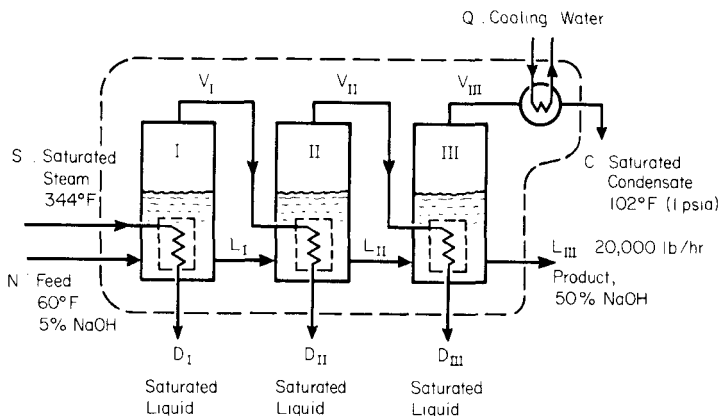 Q . Cooling Water
V_I
V_II
V_III
I
II
III
S . Saturated
Steam
344°F
C Saturated
Condensate
102°F (1 psia)
L_I
L_II
L_III 20,000 lb/hr
N Feed
60°F
5% NaOH
Product,
50% NaOH
D_I
Saturated
Liquid
D_II
Saturated
Liquid
D_III
Saturated
Liquid